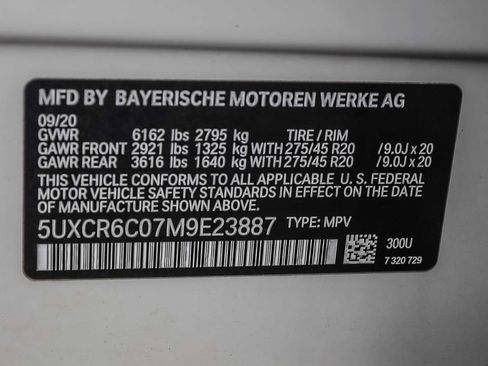 MFD BY BAYERISCHE MOTOREN WERKE AG
09/20
GVWR 6162 lbs 2795 kg TIRE / RIM
GAWR FRONT 2921 lbs 1325 kg WITH 275/45 R20 /9.0J x 20
GAWR REAR 3616 lbs 1640 kg WITH 275/45 R20 /9.0J x 20
THIS VEHICLE CONFORMS TO ALL APPLICABLE U. S. FEDERAL
MOTOR VEHICLE SAFETY STANDARDS IN EFFECT ON THE
DATE OF MANUFACTURE SHOWN ABOVE.
5UXCR6C07M9E23887 TYPE: MPV
300U
7 320 729